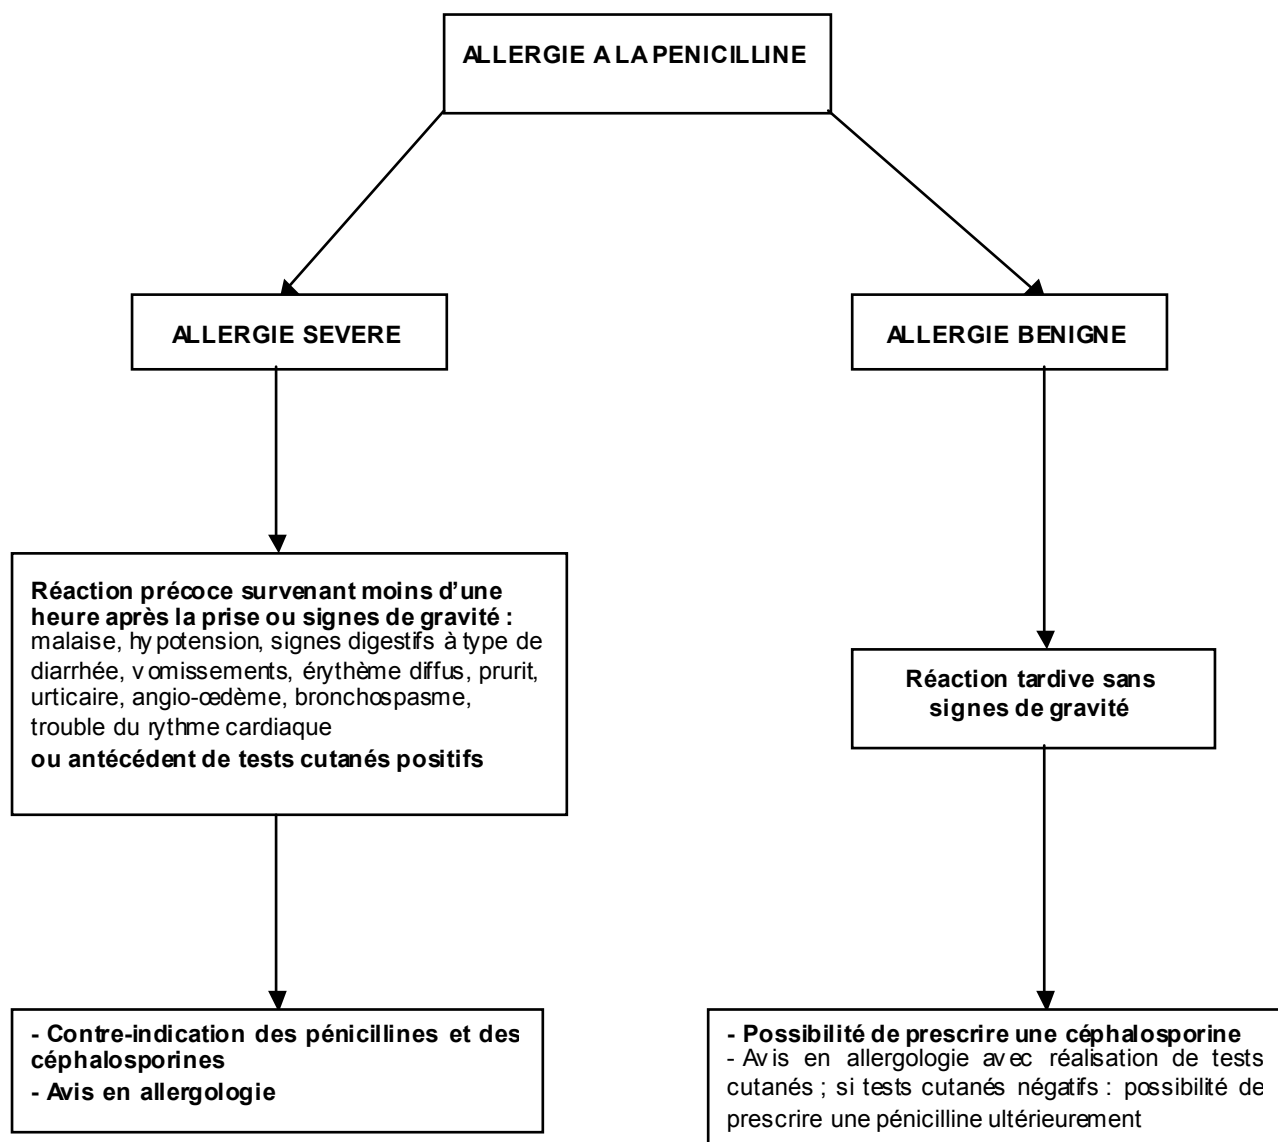 ALLERGIE A LA PENICILLINE
ALLERGIE SEVERE
ALLERGIE BENIGNE
Réaction précoce survenant moins d’une
heure après la prise ou signes de gravité :
malaise, hypotension, signes digestifs à type de
diarrhée, vomissements, érythème diffus, prurit,
urticaire, angio-œdème, bronchospasme,
trouble du rythme cardiaque
ou antécédent de tests cutanés positifs
Réaction tardive sans
signes de gravité
- Contre-indication des pénicillines et des
céphalosporines
- Avis en allergologie
- Possibilité de prescrire une céphalosporine
- Avis en allergologie avec réalisation de tests
cutanés ; si tests cutanés négatifs : possibilité de
prescrire une pénicilline ultérieurement